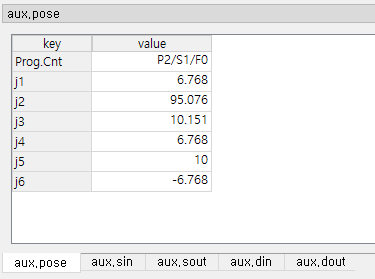 aux.pose
key value
Prog.Cnt P2/S1/F0
j1 6.768
j2 95.076
j3 10.151
j4 6.768
j5 10
j6 -6.768
aux.pose aux.sin aux.sout aux.din aux.dout